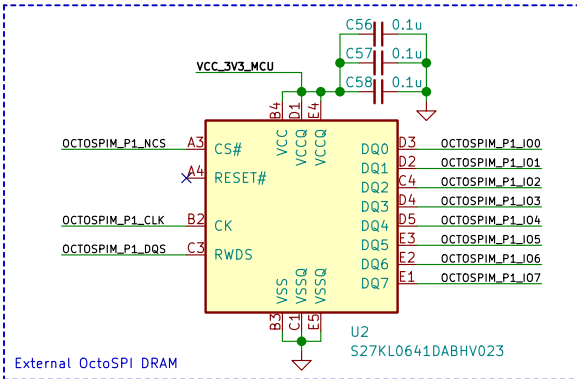 C56 0.1u
C57 0.1u
C58 0.1u
VCC_3V3_MCU
B4 D1 E4
VCC VCCQ VCCQ
OCTOSPIM_P1_NCS A3 CS# DQ0 D3 OCTOSPIM_P1_IO0
DQ1 D2 OCTOSPIM_P1_IO1
A4 RESET# DQ2 C4 OCTOSPIM_P1_IO2
DQ3 D4 OCTOSPIM_P1_IO3
OCTOSPIM_P1_CLK B2 CK DQ4 D5 OCTOSPIM_P1_IO4
DQ5 E3 OCTOSPIM_P1_IO5
OCTOSPIM_P1_DQS C3 RWDS DQ6 E2 OCTOSPIM_P1_IO6
DQ7 E1 OCTOSPIM_P1_IO7
VSS VSSQ VSSQ
B3 C1 E5
U2
S27KL0641DABHV023
External OctoSPI DRAM